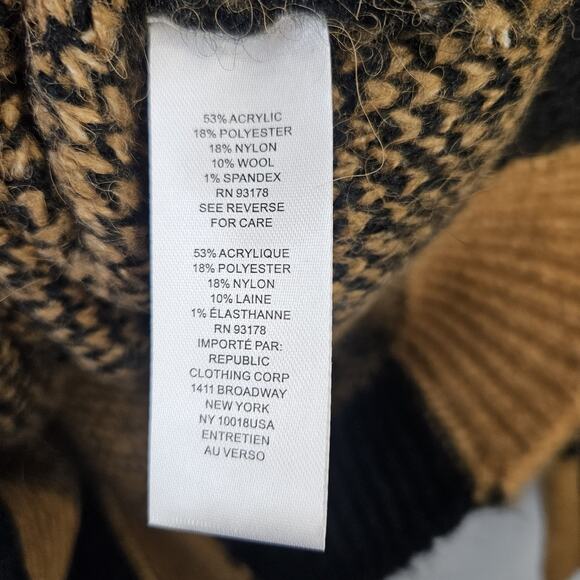 53% ACRYLIC
18% POLYESTER
18% NYLON
10% WOOL
1% SPANDEX
RN 93178
SEE REVERSE
FOR CARE
53% ACRYLIQUE
18% POLYESTER
18% NYLON
10% LAINE
1% ÉLASTHANNE
RN 93178
IMPORTÉ PAR:
REPUBLIC
CLOTHING CORP
1411 BROADWAY
NEW YORK
NY 10018USA
ENTRETIEN
AU VERSO